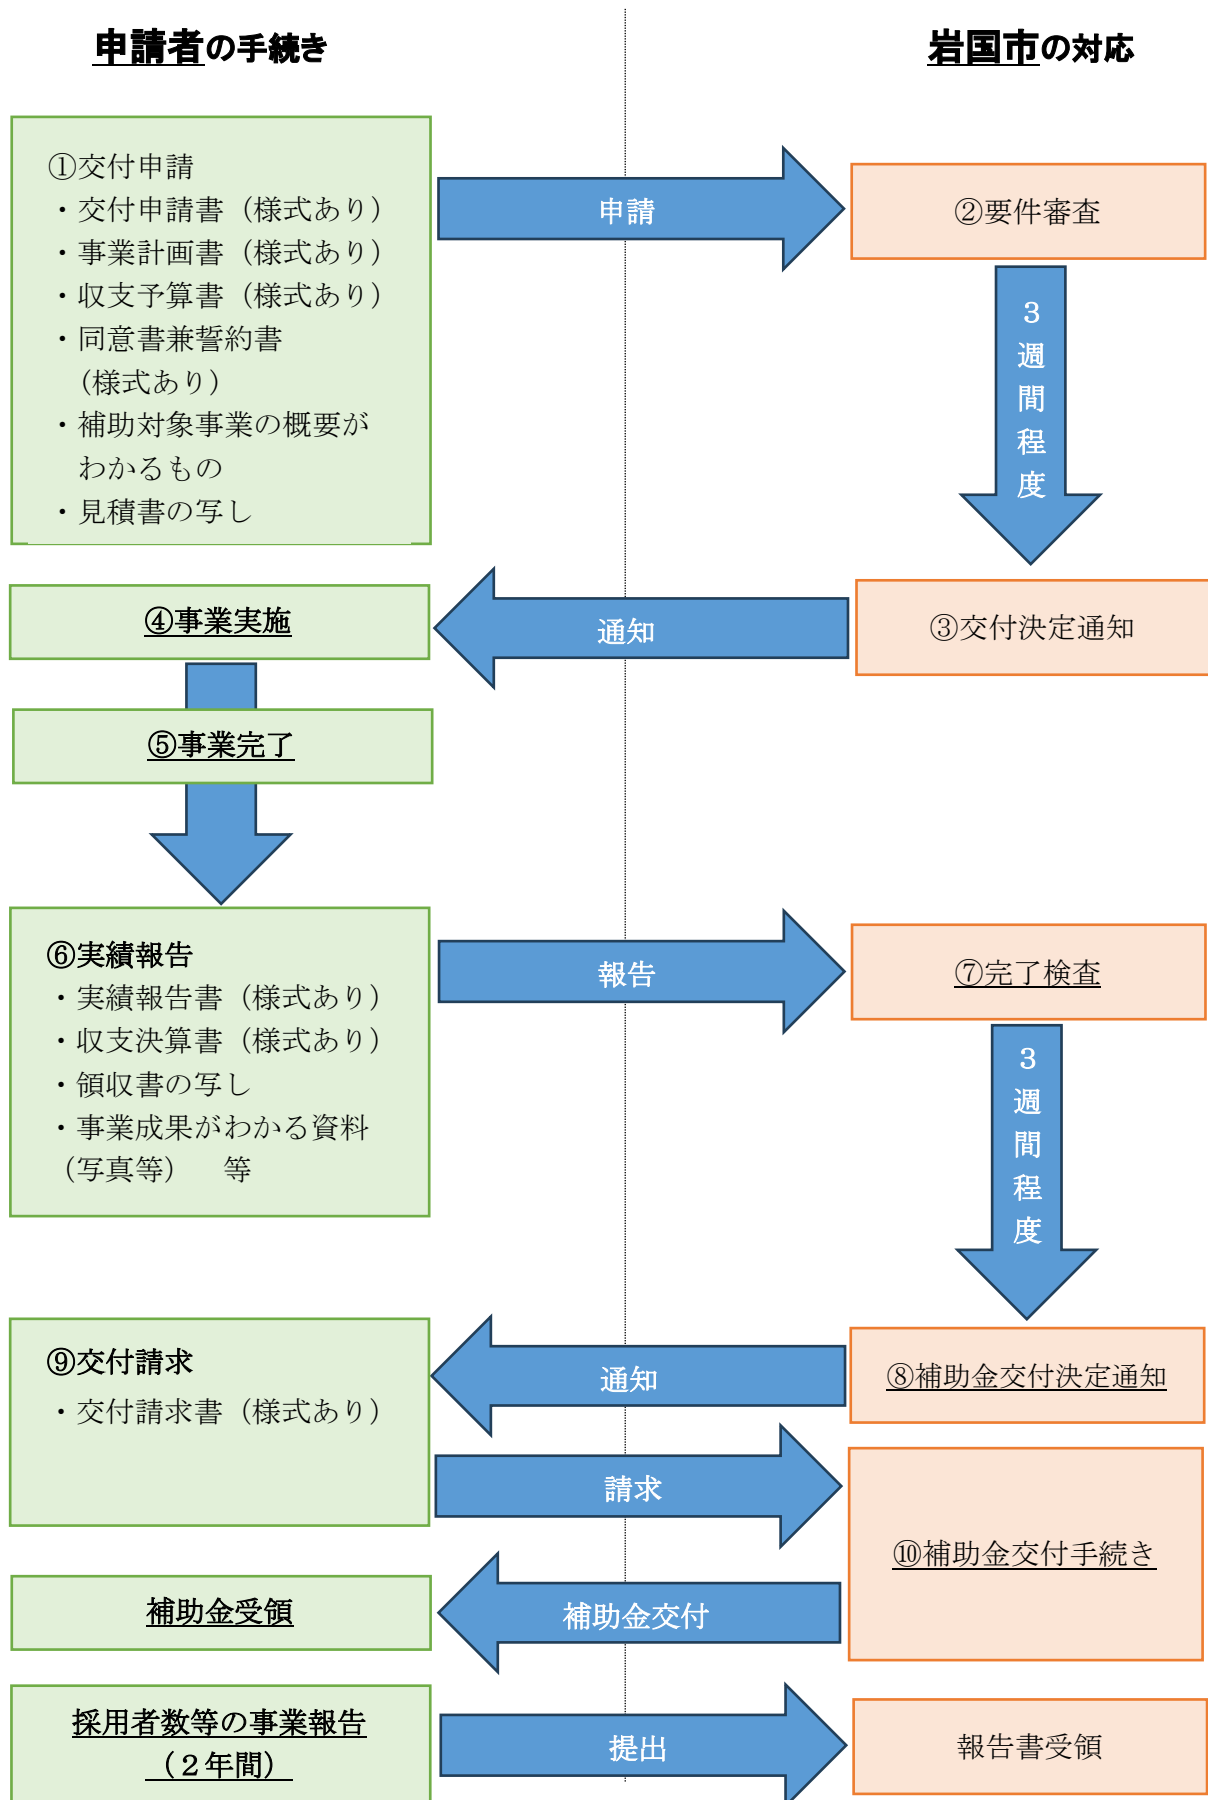 申請者の手続き
岩国市の対応
①交付申請
・交付申請書（様式あり）
・事業計画書（様式あり）
・収支予算書（様式あり）
・同意書兼誓約書
（様式あり）
・補助対象事業の概要が
わかるもの
・見積書の写し
申請
②要件審査
３週間程度
③交付決定通知
通知
④事業実施
⑤事業完了
⑥実績報告
・実績報告書（様式あり）
・収支決算書（様式あり）
・領収書の写し
・事業成果がわかる資料
（写真等）　等
報告
⑦完了検査
３週間程度
⑧補助金交付決定通知
通知
⑨交付請求
・交付請求書（様式あり）
請求
⑩補助金交付手続き
補助金交付
補助金受領
採用者数等の事業報告
（２年間）
提出
報告書受領